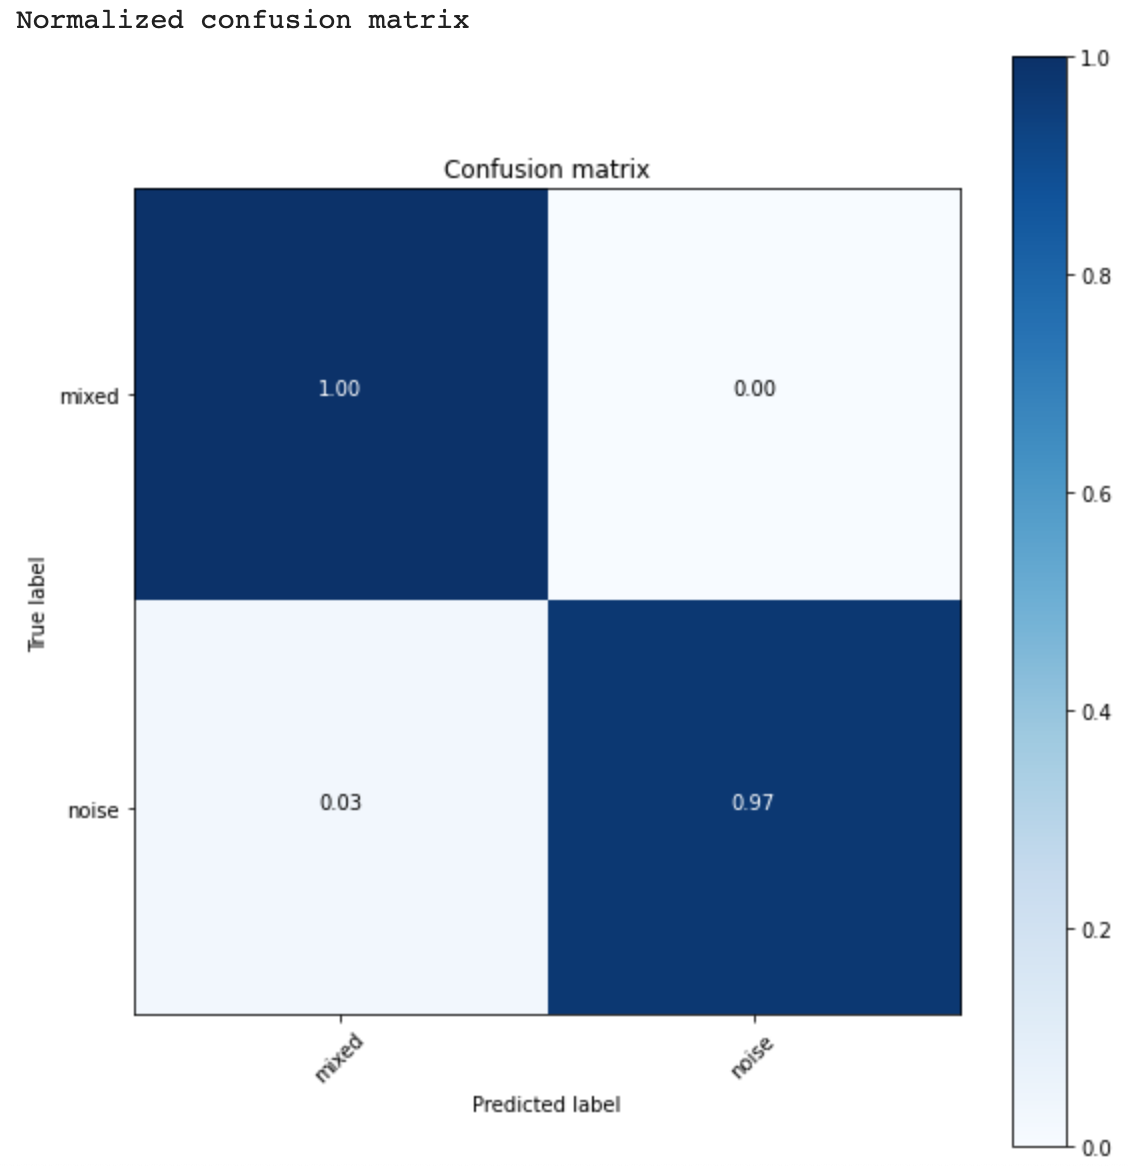 Normalized confusion matrix
Confusion matrix
1.0
0.8
0.6
0.4
0.2
0.0
True label
mixed
1.00
0.00
noise
0.03
0.97
mixed
noise
Predicted label